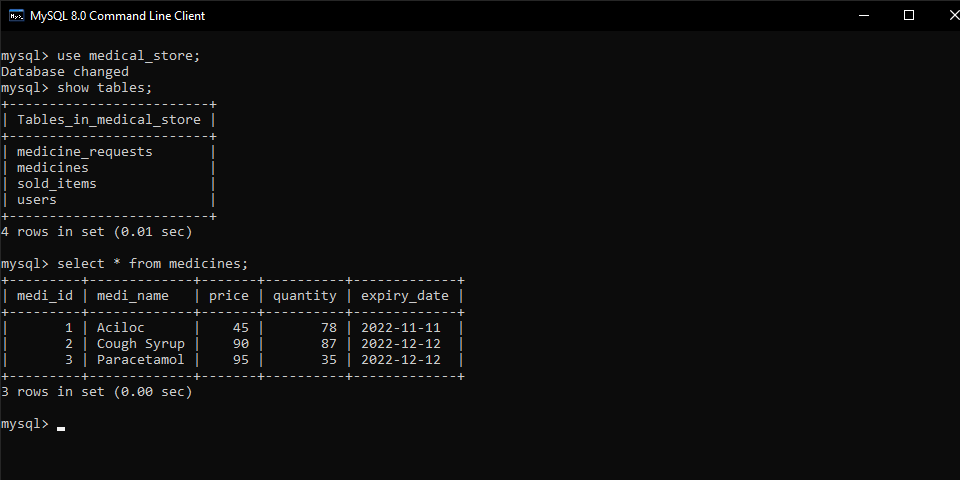 MySQL 8.0 Command Line Client
mysql> use medical_store;
Database changed
mysql> show tables;
+-------------------------+
| Tables_in_medical_store |
+-------------------------+
| medicine_requests       |
| medicines               |
| sold_items              |
| users                   |
+-------------------------+
4 rows in set (0.01 sec)
mysql> select * from medicines;
+---------+-------------+-------+----------+-------------+
| medi_id | medi_name   | price | quantity | expiry_date |
+---------+-------------+-------+----------+-------------+
|       1 | Aciloc      |    45 |       78 | 2022-11-11  |
|       2 | Cough Syrup |    90 |       87 | 2022-12-12  |
|       3 | Paracetamol |    95 |       35 | 2022-12-12  |
+---------+-------------+-------+----------+-------------+
3 rows in set (0.00 sec)
mysql>